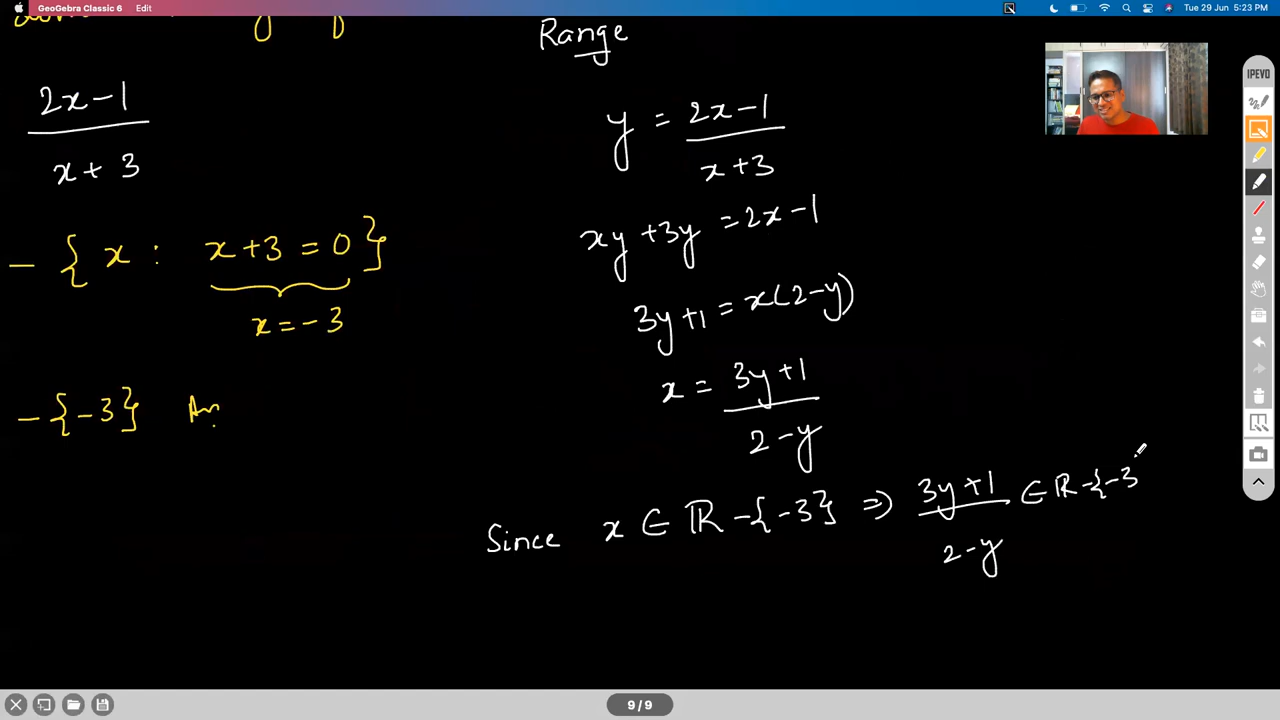 GeoGebra Classic 6 Edit Tue 29 Jun 5:23 PM
Range
2x-1
x+3
- { x : x+3 = 0 }
x = -3
- {-3} An
y = 2x-1
x+3
xy + 3y = 2x-1
3y+1 = x(2-y)
x = 3y+1
2-y
Since x ∈ ℝ -{-3} ⇒ 3y+1 ∈ ℝ -{-3
2-y
IPEVO
9 / 9